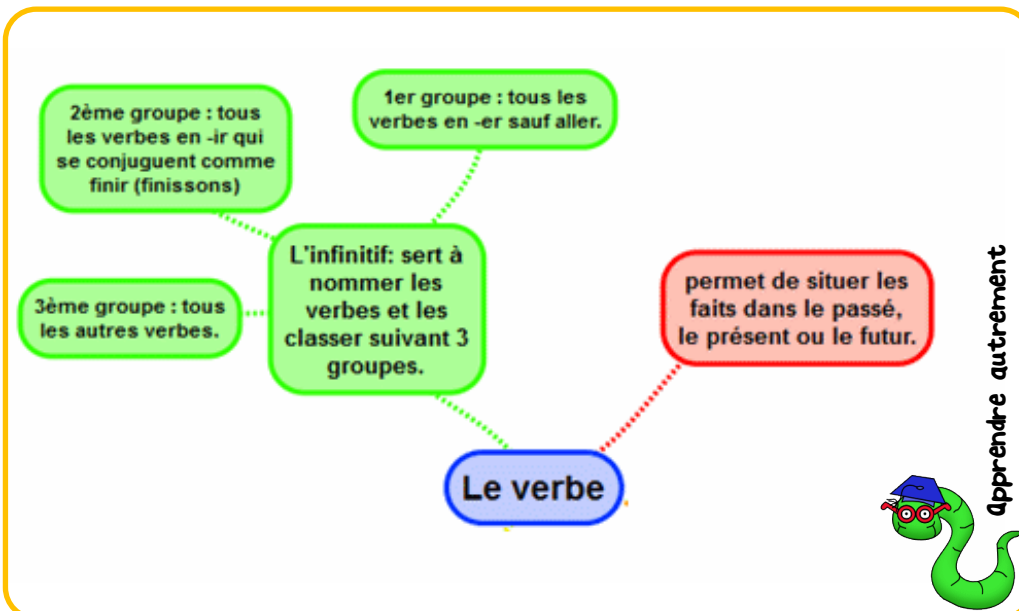 1er groupe : tous les
verbes en -er sauf aller.
2ème groupe : tous
les verbes en -ir qui
se conjuguent comme
finir (finissons)
L'infinitif: sert à
nommer les
verbes et les
classer suivant 3
groupes.
3ème groupe : tous
les autres verbes.
permet de situer les
faits dans le passé,
le présent ou le futur.
Le verbe
apprendre autrement